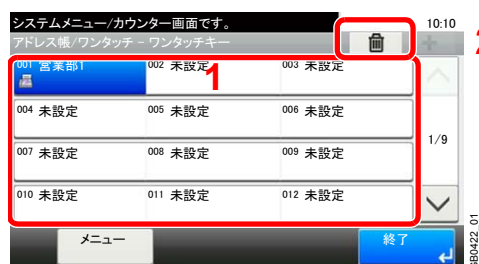 システムメニュー/カウンター画面です。
10:10
アドレス帳/ワンタッチ - ワンタッチキー
2
001 営業部1
002 未設定
003 未設定
1
004 未設定
005 未設定
006 未設定
1/9
007 未設定
008 未設定
009 未設定
010 未設定
011 未設定
012 未設定
メニュー
終了
GB0422_01